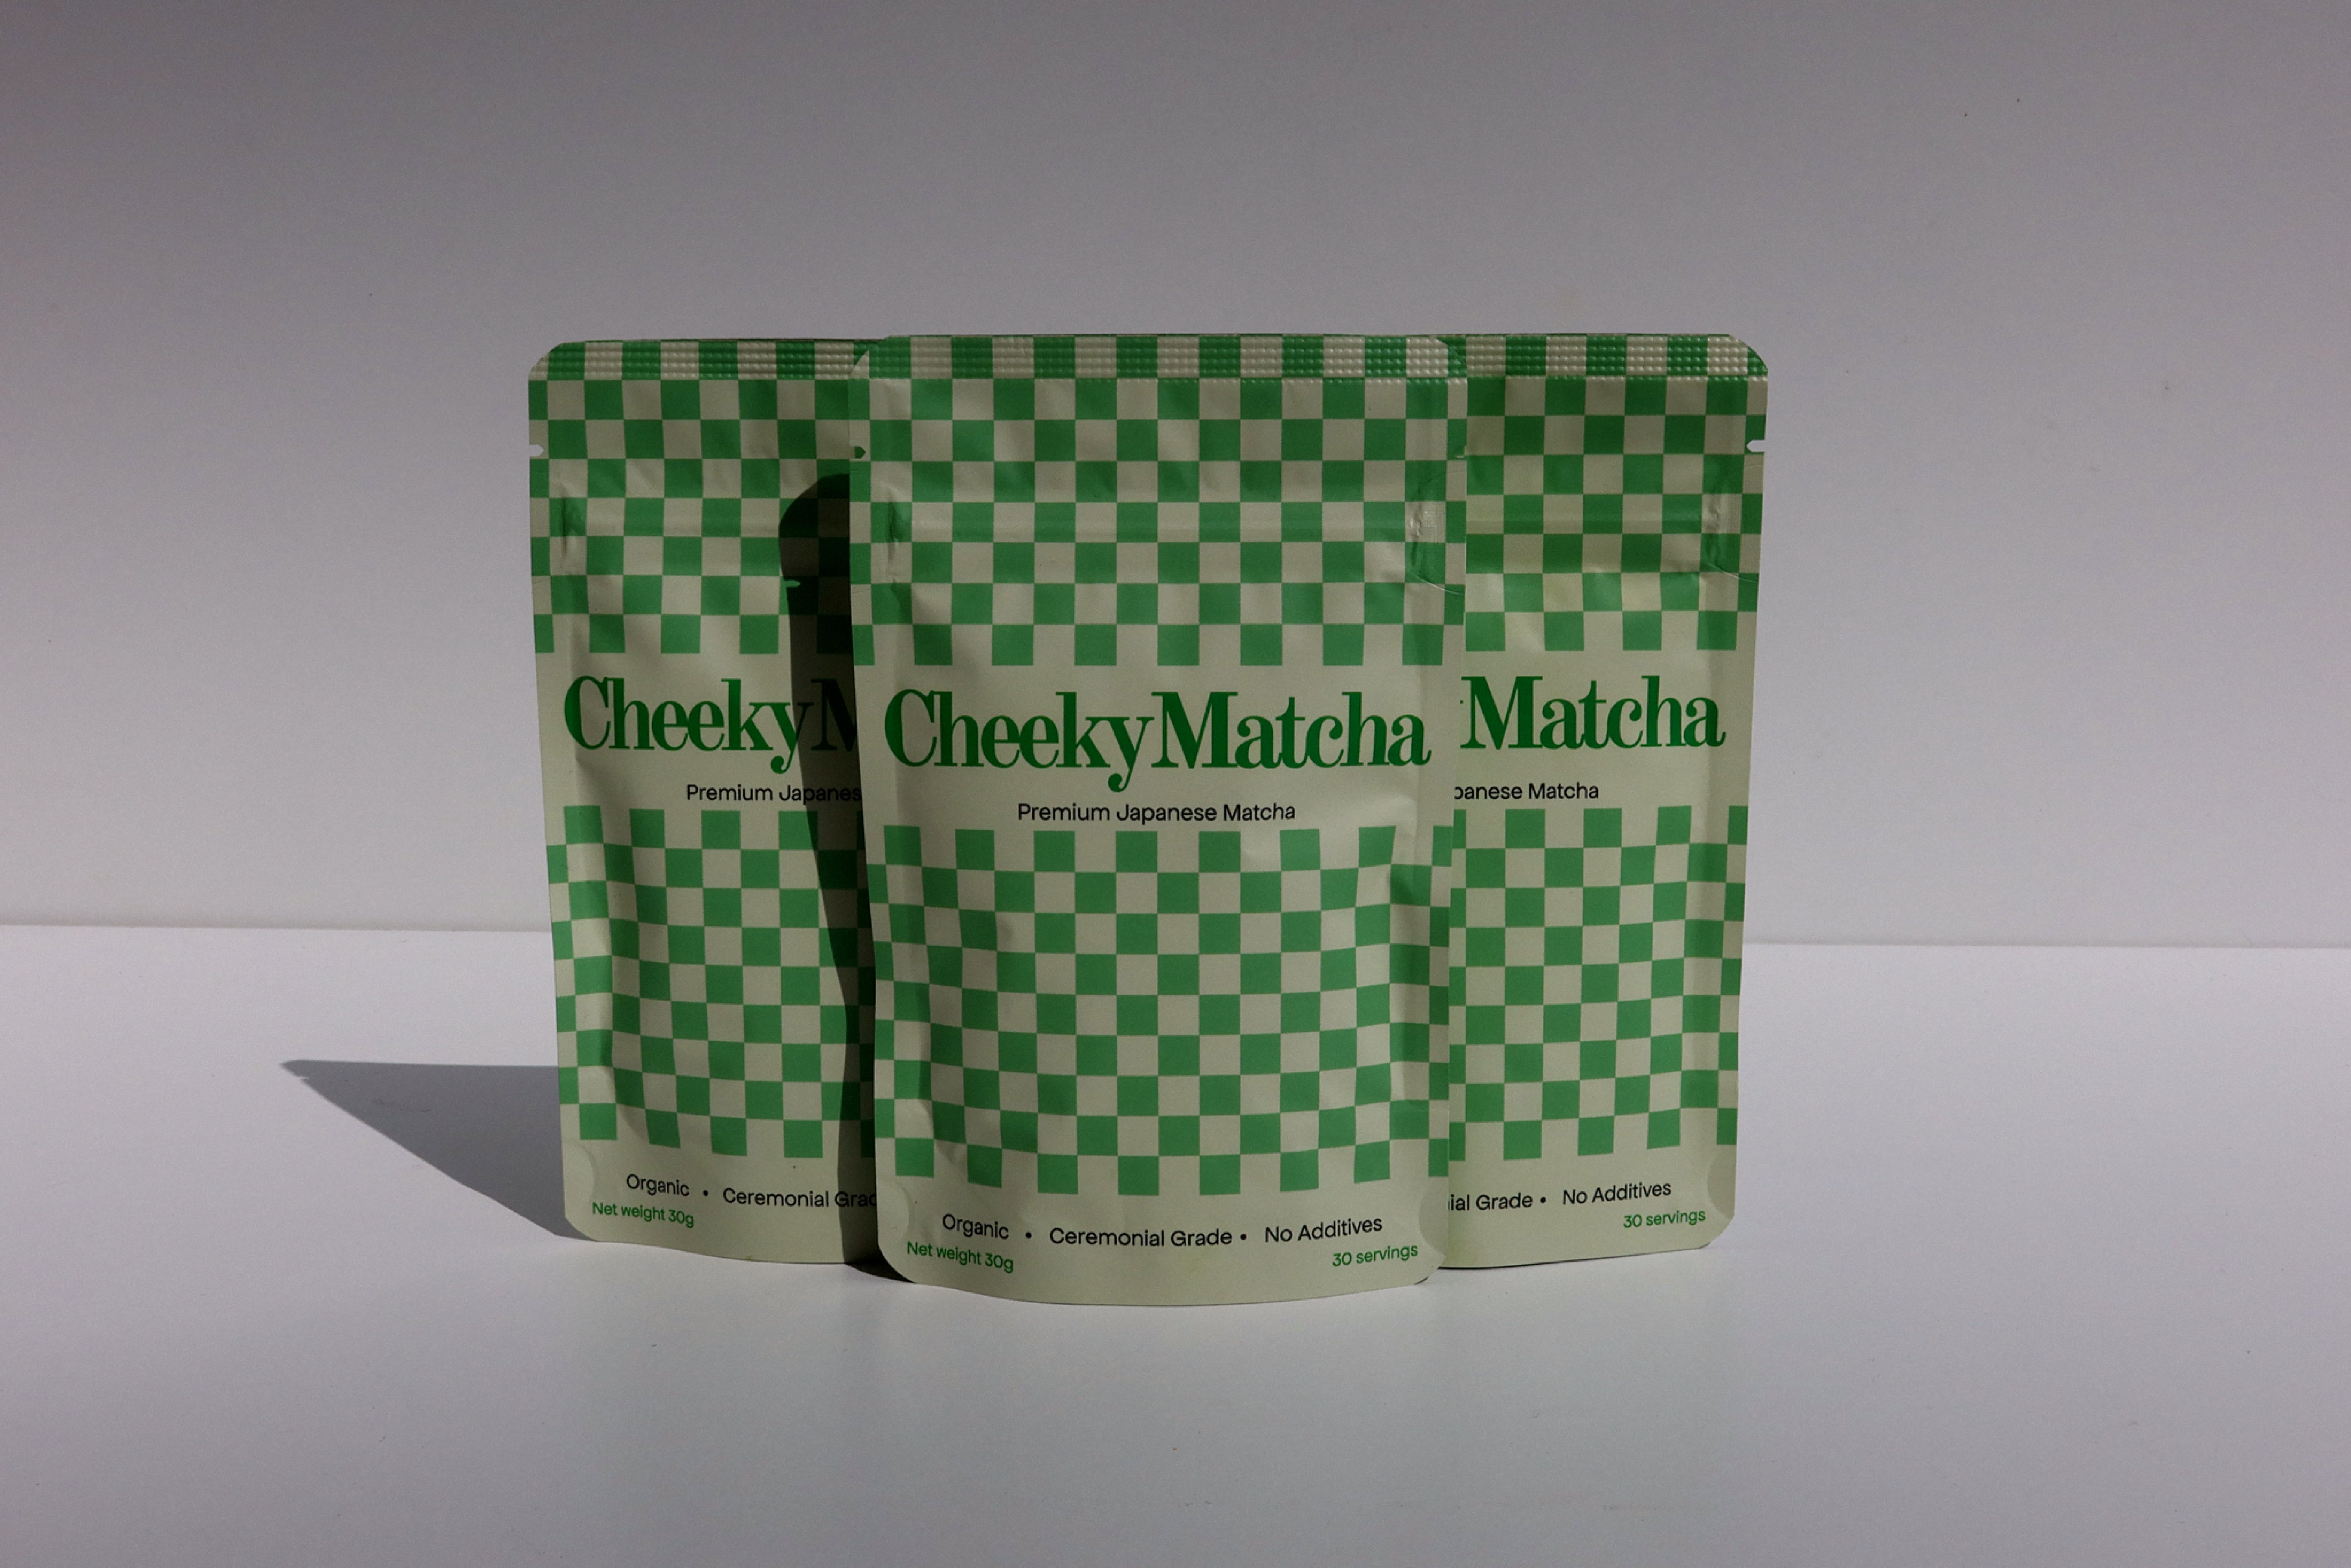 CheekyM
Premium Japanes
Organic • Ceremonial Grad
Net weight 30g
CheekyMatcha
Premium Japanese Matcha
Organic • Ceremonial Grade • No Additives
Net weight 30g 30 servings
Matcha
panese Matcha
ial Grade • No Additives
30 servings